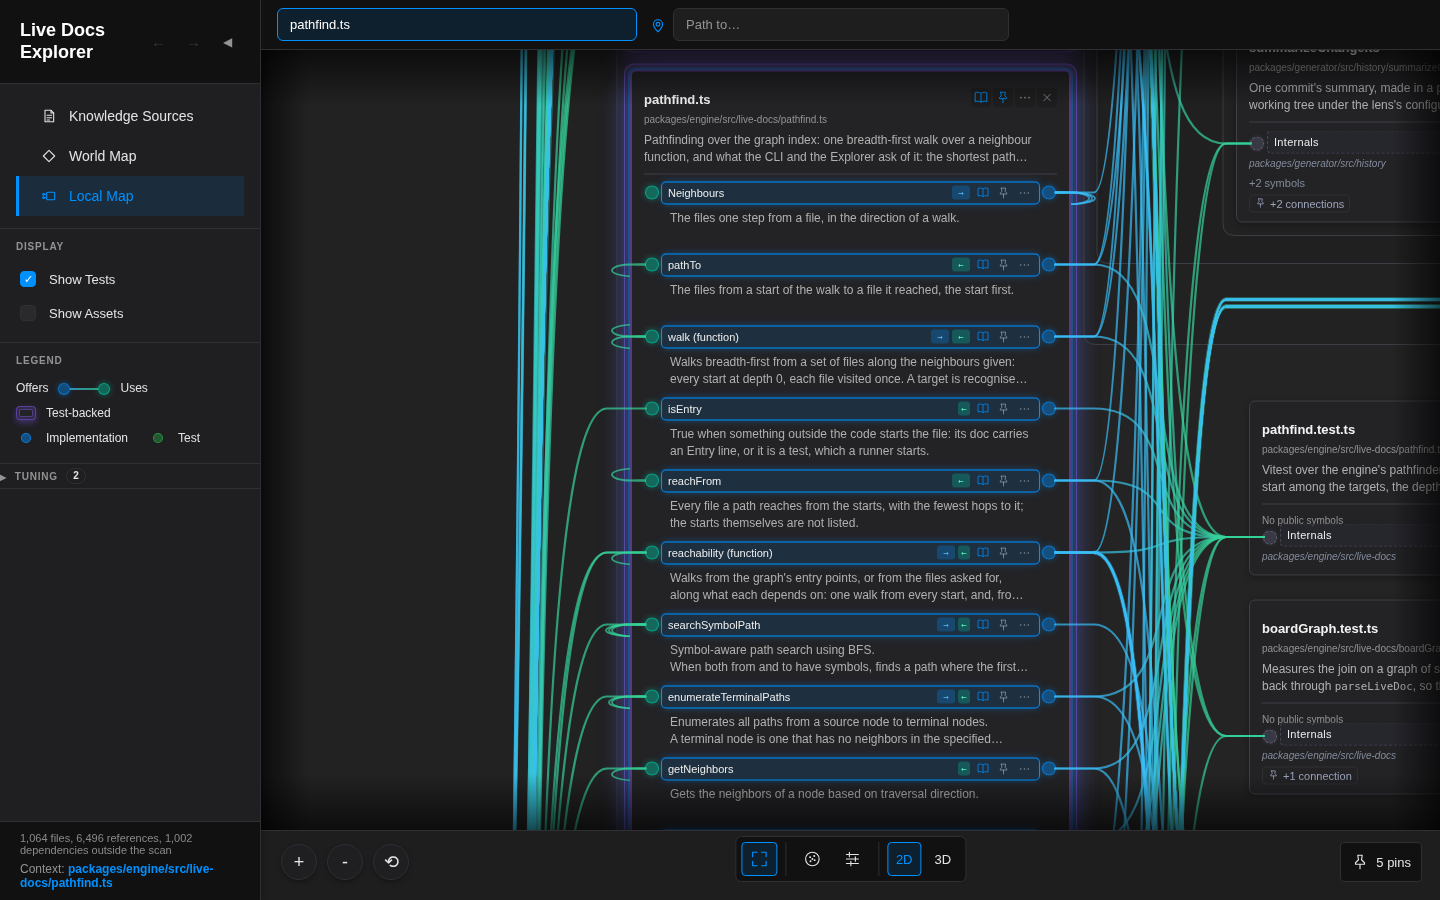 Live Docs
Explorer
Knowledge Sources
World Map
Local Map
DISPLAY
Show Tests
Show Assets
LEGEND
Offers
Uses
Test-backed
Implementation
Test
TUNING
2
1,064 files, 6,496 references, 1,002
dependencies outside the scan
Context: packages/engine/src/live-
docs/pathfind.ts
pathfind.ts
Path to…
pathfind.ts
packages/engine/src/live-docs/pathfind.ts
Pathfinding over the graph index: one breadth-first walk over a neighbour
function, and what the CLI and the Explorer ask of it: the shortest path…
Neighbours
The files one step from a file, in the direction of a walk.
pathTo
The files from a start of the walk to a file it reached, the start first.
walk (function)
Walks breadth-first from a set of files along the neighbours given:
every start at depth 0, each file visited once. A target is recognise…
isEntry
True when something outside the code starts the file: its doc carries
an Entry line, or it is a test, which a runner starts.
reachFrom
Every file a path reaches from the starts, with the fewest hops to it;
the starts themselves are not listed.
reachability (function)
Walks from the graph's entry points, or from the files asked for,
along what each depends on: one walk from every start, and, fro…
searchSymbolPath
Symbol-aware path search using BFS.
When both from and to have symbols, finds a path where the first…
enumerateTerminalPaths
Enumerates all paths from a source node to terminal nodes.
A terminal node is one that has no neighbors in the specified…
getNeighbors
Gets the neighbors of a node based on traversal direction.
packages/generator/src/history/summarize
One commit's summary, made in a
working tree under the lens's
Internals
packages/generator/src/history
+2 symbols
+2 connections
pathfind.test.ts
packages/engine/src/live-docs/pathfind.t
Vitest over the engine's pathfinde
start among the targets, the depth
No public symbols
Internals
packages/engine/src/live-docs
boardGraph.test.ts
packages/engine/src/live-docs/boardGra
Measures the join on a graph of s
back through parseLiveDoc, so t
No public symbols
Internals
packages/engine/src/live-docs
+1 connection
+
-
2D
3D
5 pins